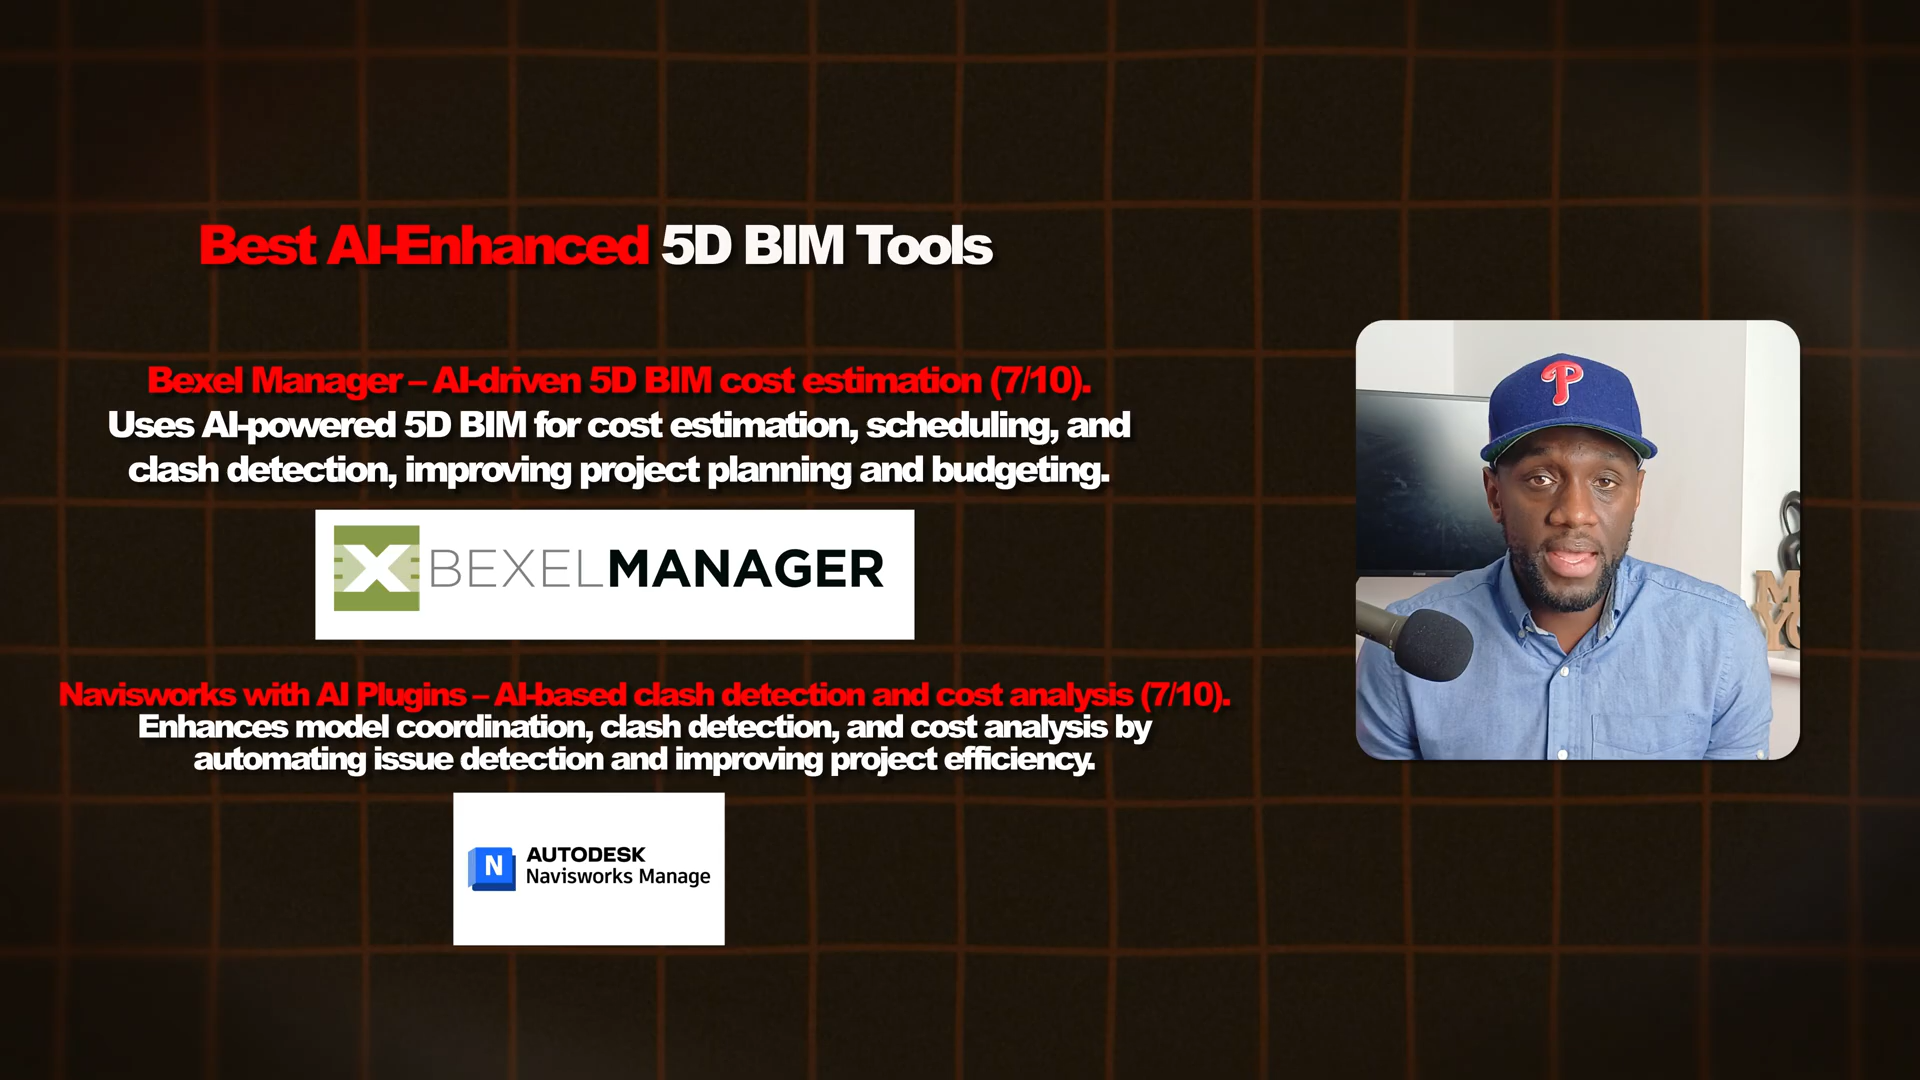 Best AI-Enhanced 5D BIM Tools
Bexel Manager – AI-driven 5D BIM cost estimation (7/10).
Uses AI-powered 5D BIM for cost estimation, scheduling, and
clash detection, improving project planning and budgeting.
X BEXELMANAGER
Navisworks with AI Plugins – AI-based clash detection and cost analysis (7/10).
Enhances model coordination, clash detection, and cost analysis by
automating issue detection and improving project efficiency.
N AUTODESK
Navisworks Manage
P